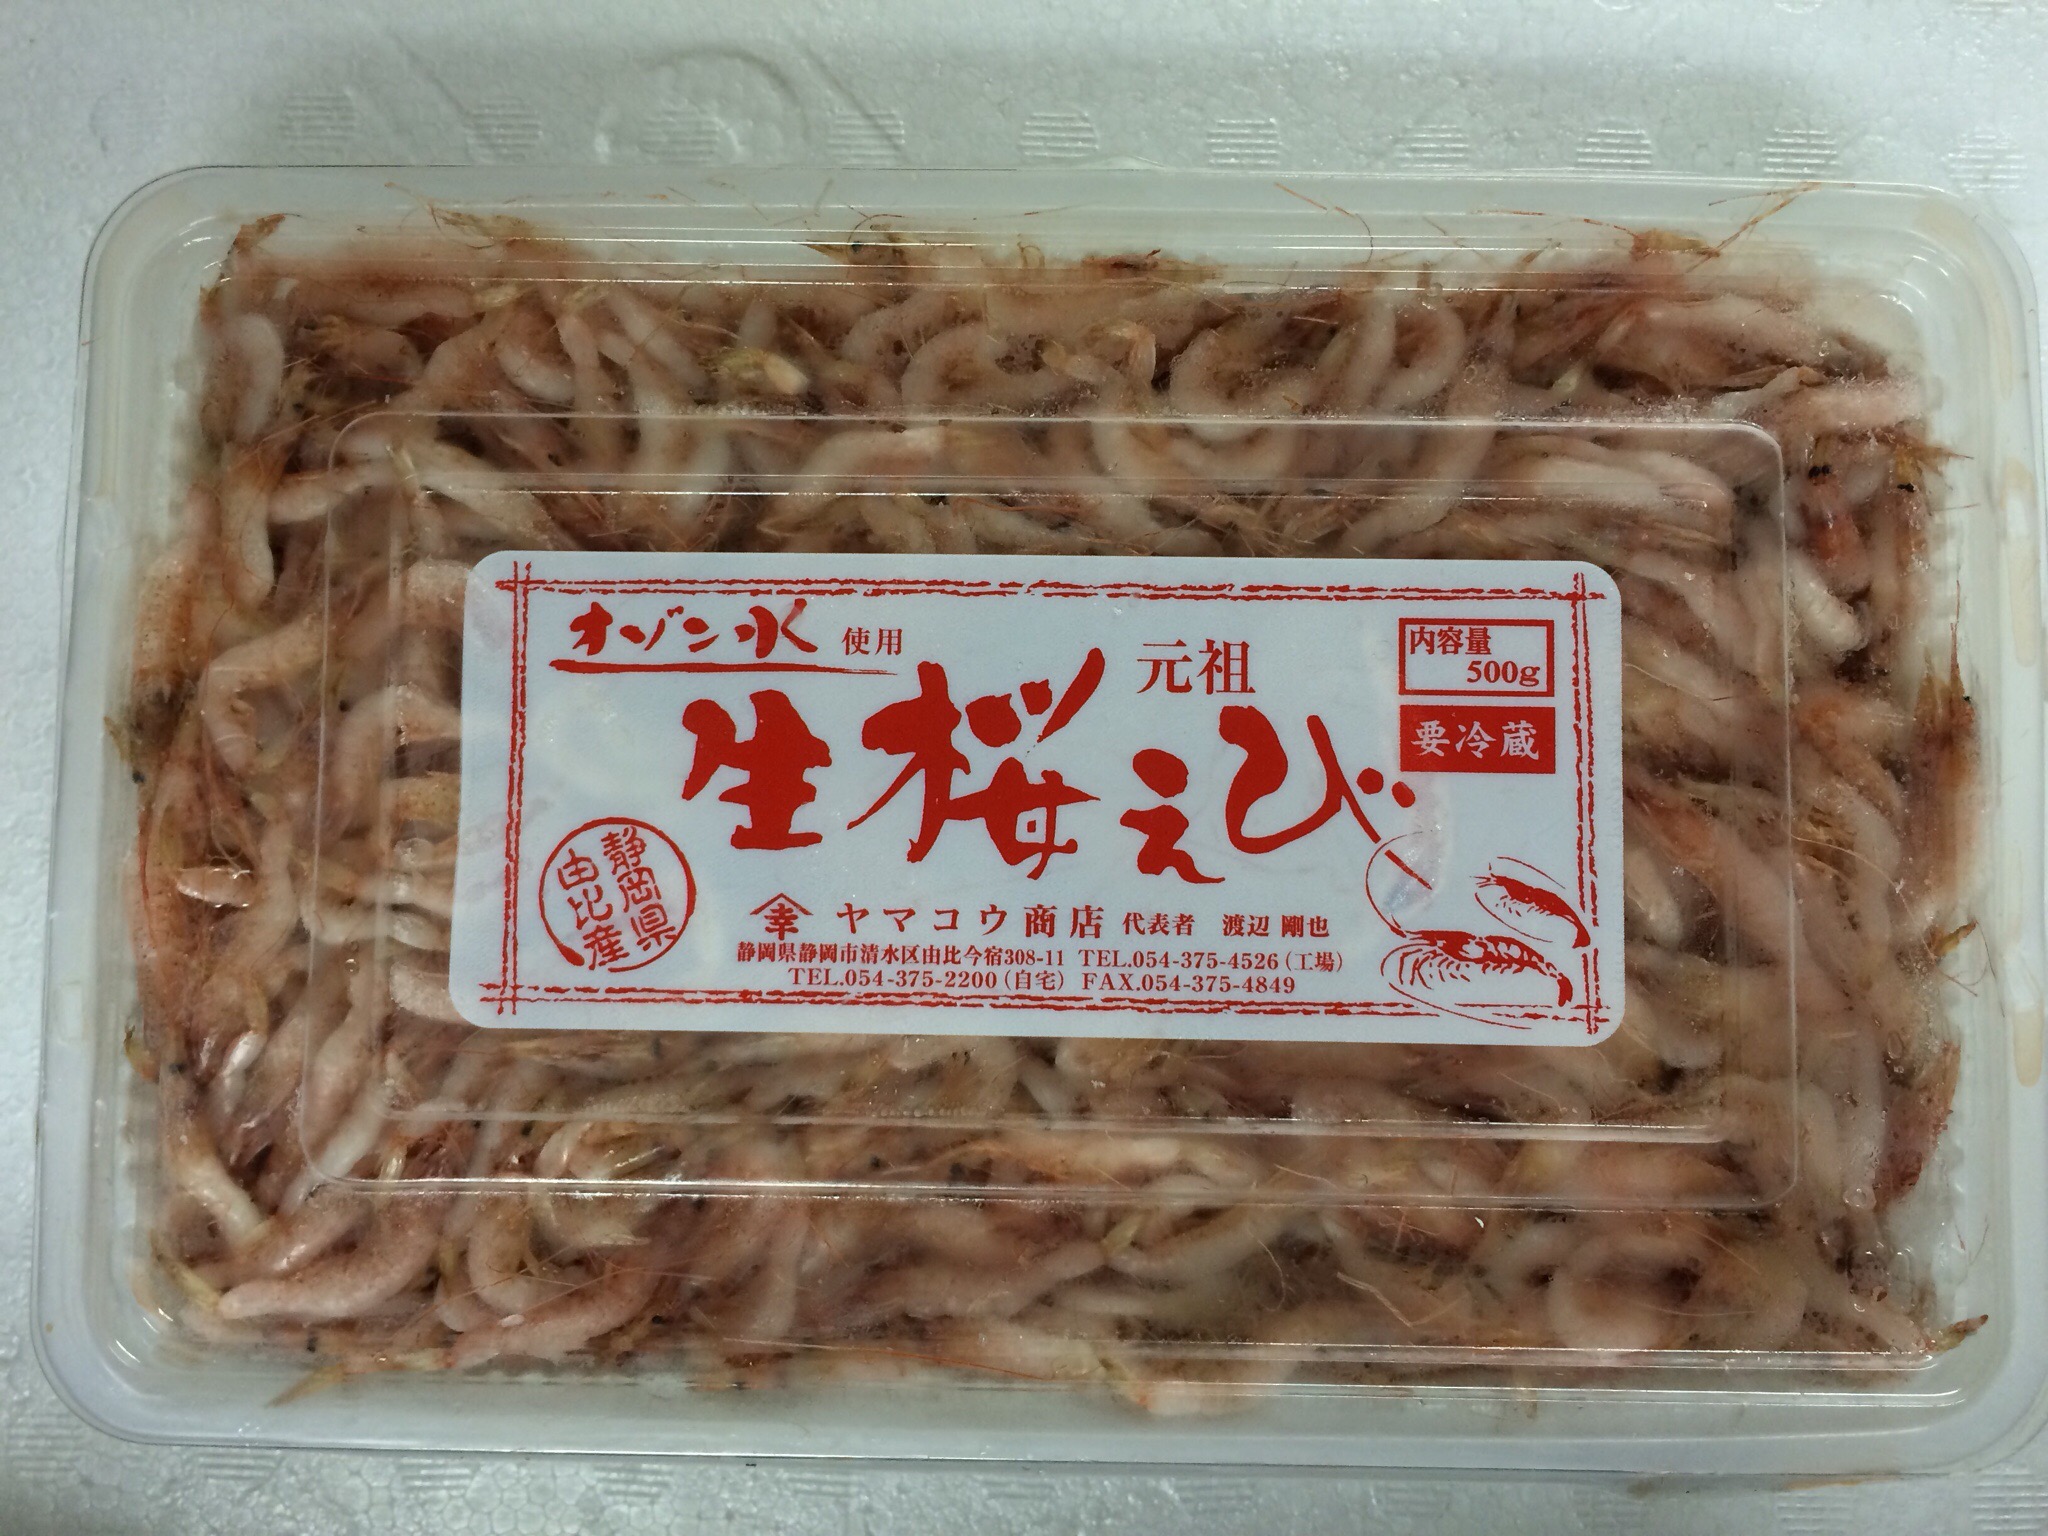 オゾン水 使用
元祖
生桜えび
内容量
500g
要冷蔵
静岡県
由比産
幸 ヤマコウ商店 代表者 渡辺 剛也
静岡県静岡市清水区由比今宿308-11 TEL.054-375-4526(工場)
TEL.054-375-2200(自宅) FAX.054-375-4849